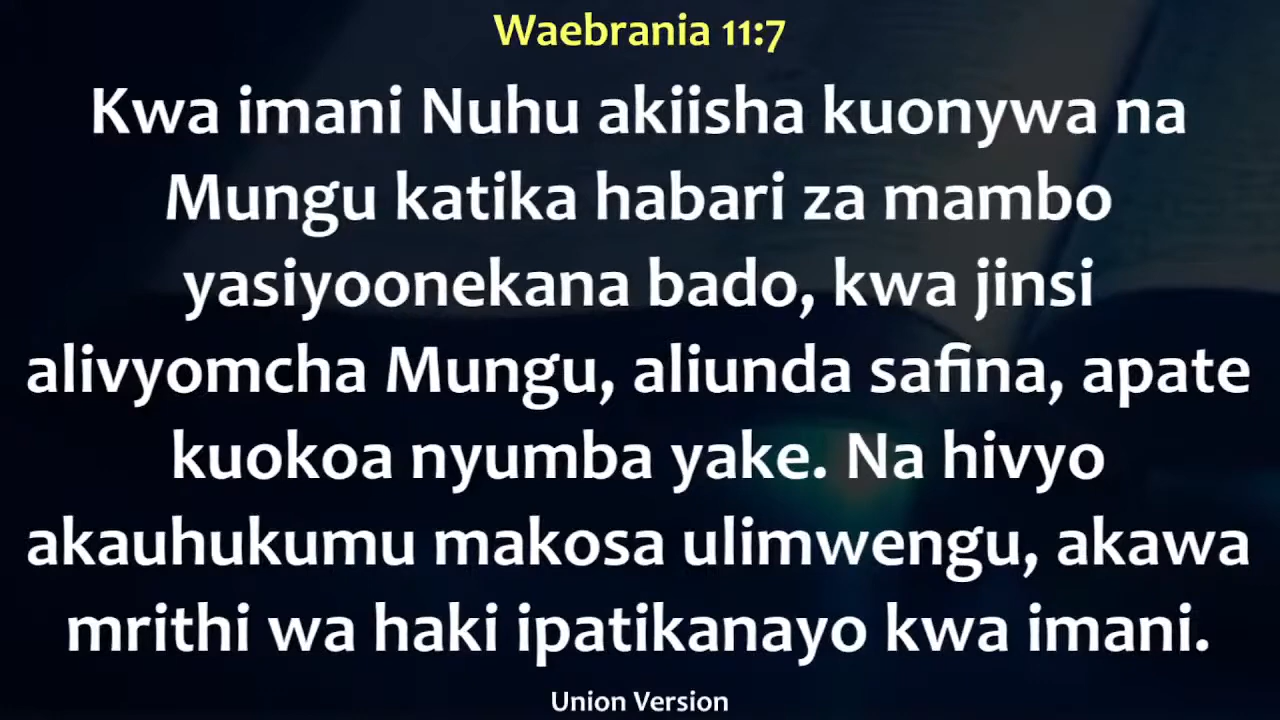 Waebrania 11:7
Kwa imani Nuhu akiisha kuonywa na
Mungu katika habari za mambo
yasiyoonekana bado, kwa jinsi
alivyomcha Mungu, aliunda safina, apate
kuokoa nyumba yake. Na hivyo
akauhukumu makosa ulimwengu, akawa
mrithi wa haki ipatikanayo kwa imani.
Union Version